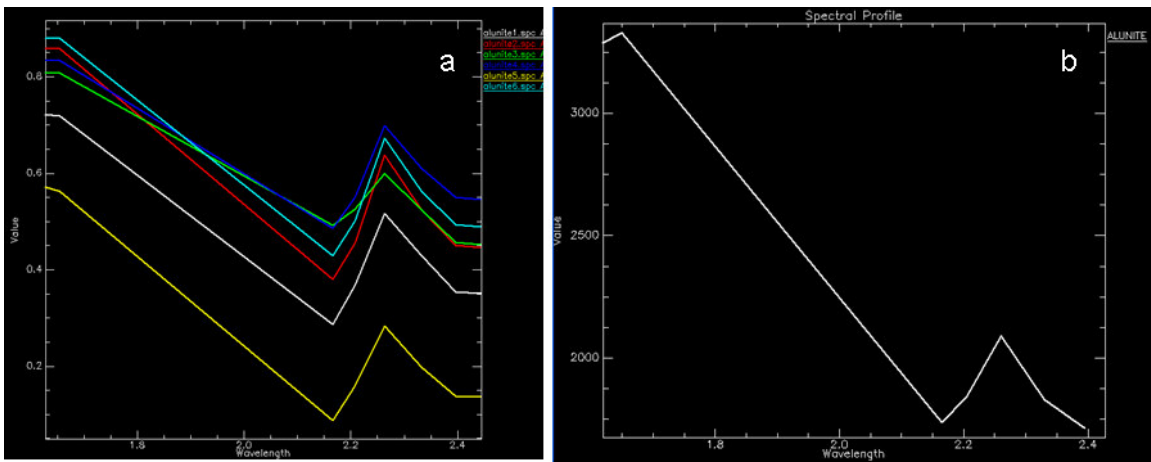 a
alunite1.spc A
alunite2.spc A
alunite3.spc A
alunite4.spc A
alunite5.spc A
alunite6.spc A
0.8
0.6
0.4
0.2
Value
1.8 2.0 2.2 2.4
Wavelength
Spectral Profile
b
ALUNITE
3000
2500
2000
Value
1.8 2.0 2.2 2.4
Wavelength